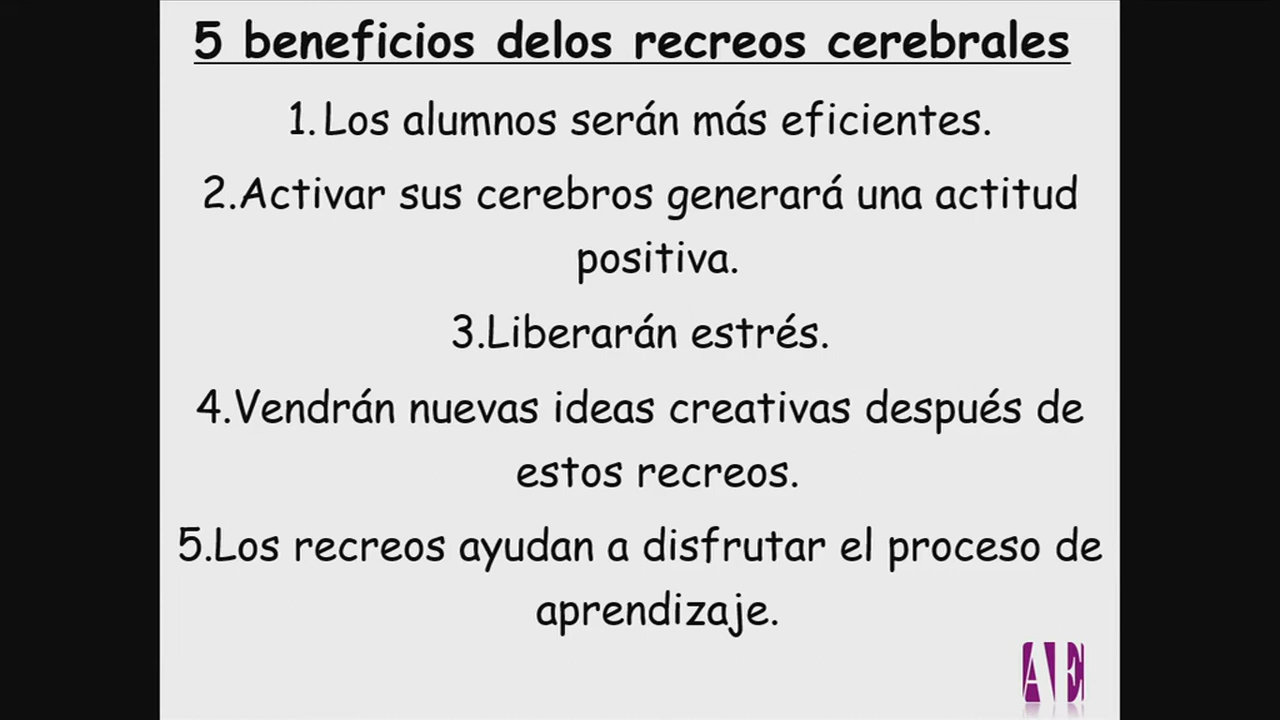 5 beneficios delos recreos cerebrales
1. Los alumnos serán más eficientes.
2.Activar sus cerebros generará una actitud
positiva.
3.Liberarán estrés.
4.Vendrán nuevas ideas creativas después de
estos recreos.
5.Los recreos ayudan a disfrutar el proceso de
aprendizaje.
AE